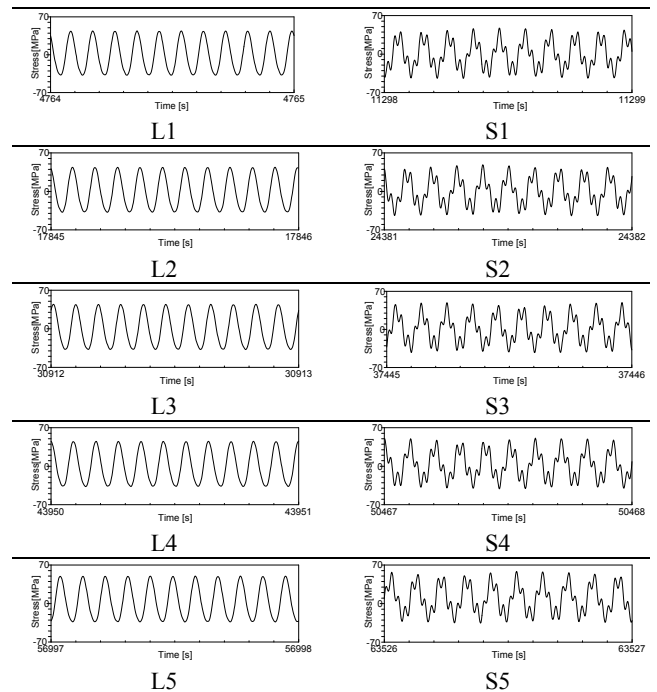 70
Stress[MPa]
0
-70
4764
4765
Time [s]
L1
70
Stress[MPa]
0
-70
11298
11299
Time [s]
S1
70
Stress[MPa]
0
-70
17845
17846
Time [s]
L2
70
Stress[MPa]
0
-70
24381
24382
Time [s]
S2
70
Stress[MPa]
0
-70
30912
30913
Time [s]
L3
70
Stress[MPa]
0
-70
37445
37446
Time [s]
S3
70
Stress[MPa]
0
-70
43950
43951
Time [s]
L4
70
Stress[MPa]
0
-70
50467
50468
Time [s]
S4
70
Stress[MPa]
0
-70
56997
56998
Time [s]
L5
70
Stress[MPa]
0
-70
63526
63527
Time [s]
S5